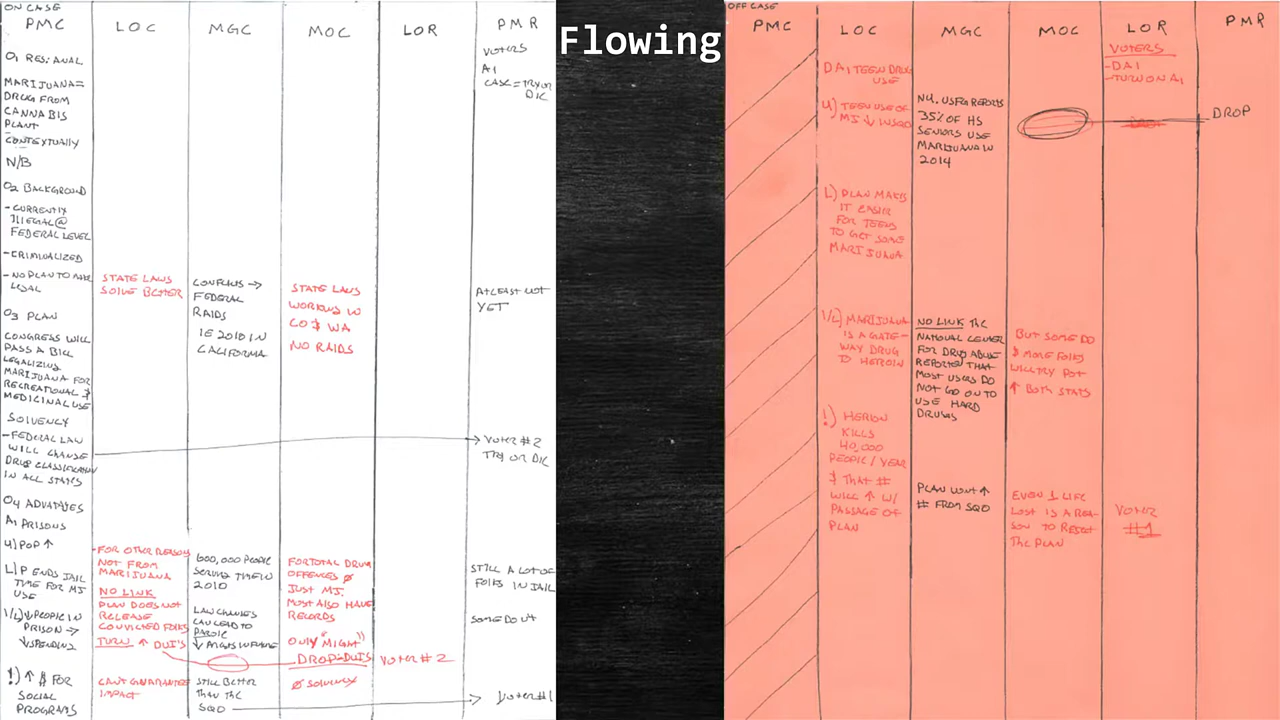 ON CASE
PMC
O1 RES. ANAL
MARIJUANA=
DRUG FROM
CANNABIS
PLANT
-CONTEXTUALLY
N/B
O2 BACKGROUND
-CURRENTLY
ILLEGAL@
FEDERAL LEVEL
-CRIMINALIZED
-NO PLAN TO MAKE
LEGAL
O3 PLAN
CONGRESS WILL
PASS A BILL
LEGALIZING
MARIJUANA FOR
RECREATIONAL &
MEDICINAL USE
SOLVENCY
-FEDERAL LAW
WILL CHANGE
DRUG CLASSIFICATION
IN ALL STATES
O4 ADVANTAGES
A1 PRISONS
U) POP ↑
L) P ENDS JAIL
TIME FOR MJ
I/L) ↓ PEOPLE IN
PRISON →
↓ SPENDING
!) ↑ $ FOR
SOCIAL
PROGRAMS
LOC
STATE LAWS
SOLVE BETTER
-FOR OTHER REASONS
NOT FROM
MARIJUANA
NO LINK
PLAN DOES NOT
RELEASE
CONVICTED FOLKS
TURN ↑ DUI'S
CAN'T GUARANTEE
IMPACT
MGC
CONFLICTS →
FEDERAL
RAIDS
IE 2010 IN
CALIFORNIA
600,000 PEOPLE
SERVED TIME IN
LAW CHANGES
CAN LEAD TO
PAROLE
STILL BETTER
THAN THE
SQO
MOC
STATE LAWS
WORKING IN
CO & WA
NO RAIDS
FOR TOTAL DRUG
OFFENCES Ø
JUST MJ.
MOST ALSO HAVE
RECORDS
ONLY "MIGHT"
DROPS DUI'S
Ø SOLVENCY
LOR
VOTER #2
PMR
VOTERS
A1
CASE = TRY OR
DIE
AT LEAST NOT
YET
VOTER #2
TRY OR DIE
STILL A LOT OF
FOLKS IN JAIL
SOME DO NOT
VOTER #1
Flowing
OFF CASE
PMC
LOC
DA1 TEEN DRUG
USE
U) TEEN USE OF
MJ ↓ IN SQO
L) PLAN MAKES
IT EASIER
FOR TEENS
TO GET SOME
MARIJUANA
I/L) MARIJUANA
IS A GATE-
WAY DRUG
TO HEROIN
!) HEROIN
KILLS
40,000
PEOPLE/YEAR
& THAT #
WILL ↑ W/
PASSAGE OF
PLAN
MGC
NU. USFG REPORTS
35% OF HS
SENIORS USE
MARIJUANA IN
2014
NO LINK THE
NATIONAL CENTER
FOR DRUG ABUSE
REPORTED THAT
MOST USERS DO
NOT GO ON TO
USE HARD
DRUGS
PLAN WON'T ↑
# FROM SQO
MOC
BUT SOME DO
& MORE FOLKS
WILL TRY POT
↑ BOTH STATS
EVEN 1 LIFE
LOST IS A REA-
SON TO REJECT
THE PLAN
LOR
VOTERS
-DA1
-TURN ON A1
VOTER
#1
PMR
DROP